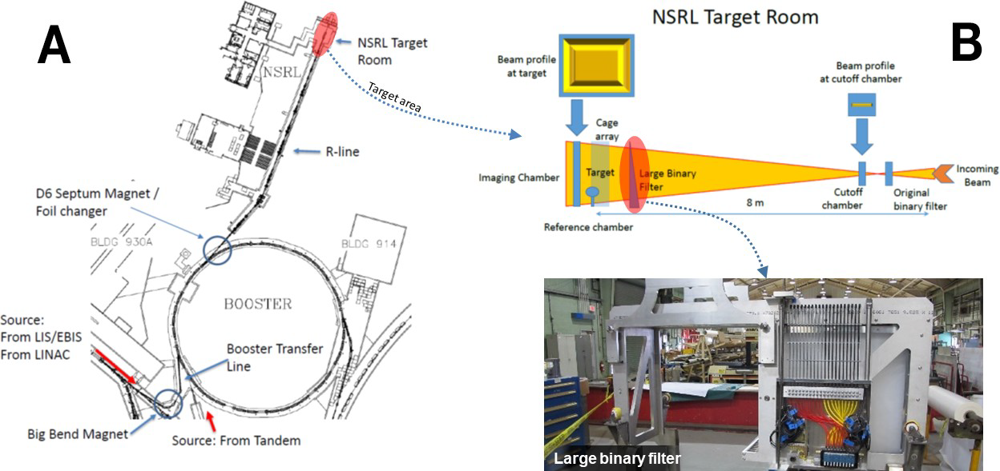 A
NSRL Target
Room
NSRL
Target area
R-line
D6 Septum Magnet /
Foil changer
BLDG 930A
BLDG 914
BOOSTER
Source:
From LIS/EBIS
From LINAC
Booster Transfer
Line
Big Bend Magnet
Source: From Tandem
NSRL Target Room
B
Beam profile
at target
Beam profile
at cutoff chamber
Cage
array
Imaging Chamber
Target
Large Binary
Filter
Incoming
Beam
Cutoff
chamber
Original
binary filter
8 m
Reference chamber
Large binary filter